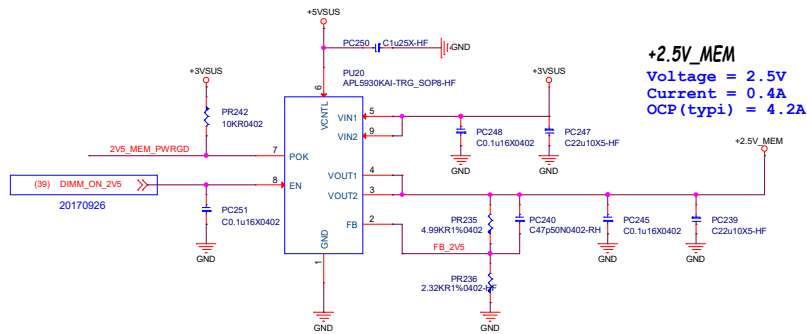 +5VSUS
PC250
C1u25X-HF
GND
+2.5V_MEM
Voltage = 2.5V
Current = 0.4A
OCP(typi) = 4.2A
+3VSUS
PU20
APL5930KAI-TRG_SOP8-HF
+3VSUS
PR242
10KR0402
6
VCNTL
VIN1
5
VIN2
9
PC248
C0.1u16X0402
PC247
C22u10X5-HF
GND
GND
+2.5V_MEM
2V5_MEM_PWRGD
7
POK
(39) DIMM_ON_2V5
8
EN
20170926
PC251
C0.1u16X0402
GND
VOUT1
4
VOUT2
3
FB
2
GND
1
GND
PR235
4.99KR1%0402
PC240
C47p50N0402-RH
PC245
C0.1u16X0402
PC239
C22u10X5-HF
GND
GND
FB_2V5
PR236
2.32KR1%0402-HF
GND